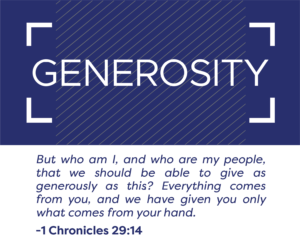 GENEROSITY
But who am I, and who are my people,
that we should be able to give as
generously as this? Everything comes
from you, and we have given you only
what comes from your hand.
-1 Chronicles 29:14